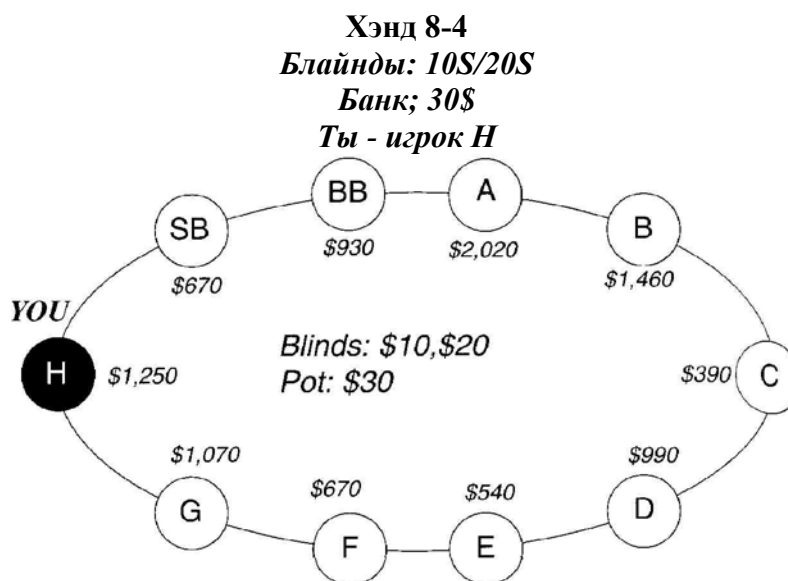 Хэнд 8-4
Блайнды: 10S/20S
Банк; 30$
Ты - игрок H
BB
A
SB
B
$930
$2,020
$670
$1,460
YOU
H
$1,250
Blinds: $10,$20
Pot: $30
$390
C
$1,070
$990
$670
$540
G
D
F
E